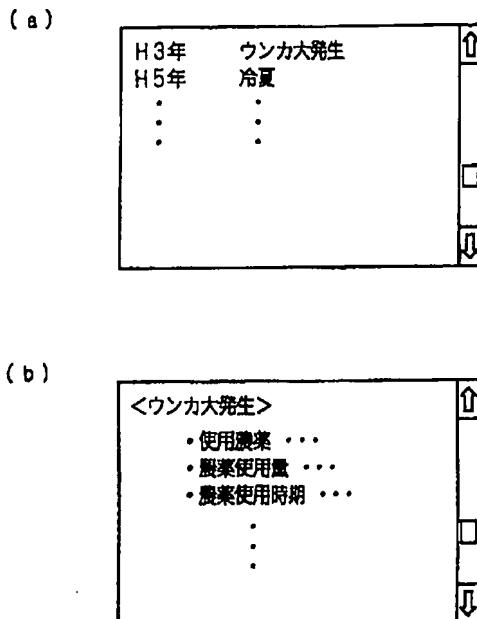 (a)
H3年 ウンカ大発生
H5年 冷夏
・ ・
・ ・
・ ・
(b)
<ウンカ大発生>
・使用農薬 ・・・
・農薬使用量 ・・・
・農薬使用時期 ・・・
・
・
・